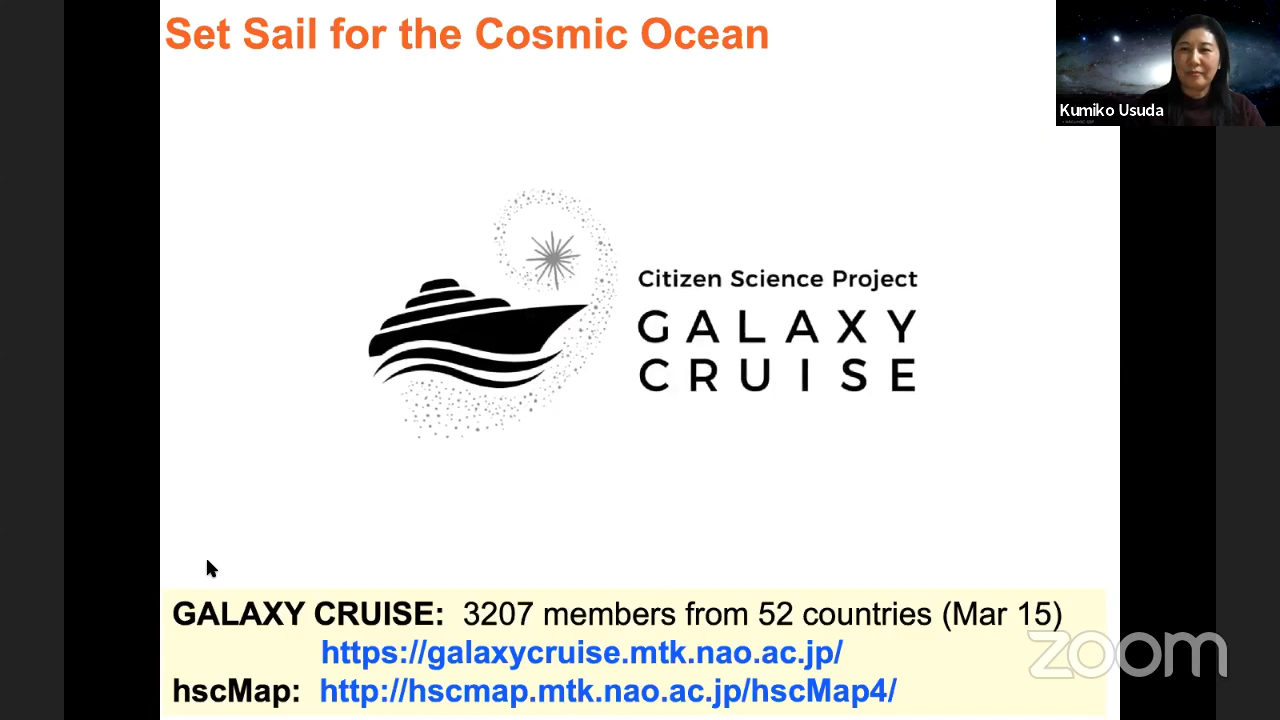 Set Sail for the Cosmic Ocean
Kumiko Usuda
Citizen Science Project
GALAXY
CRUISE
GALAXY CRUISE: 3207 members from 52 countries (Mar 15)
https://galaxycruise.mtk.nao.ac.jp/
hscMap: http://hscmap.mtk.nao.ac.jp/hscMap4/
zoom